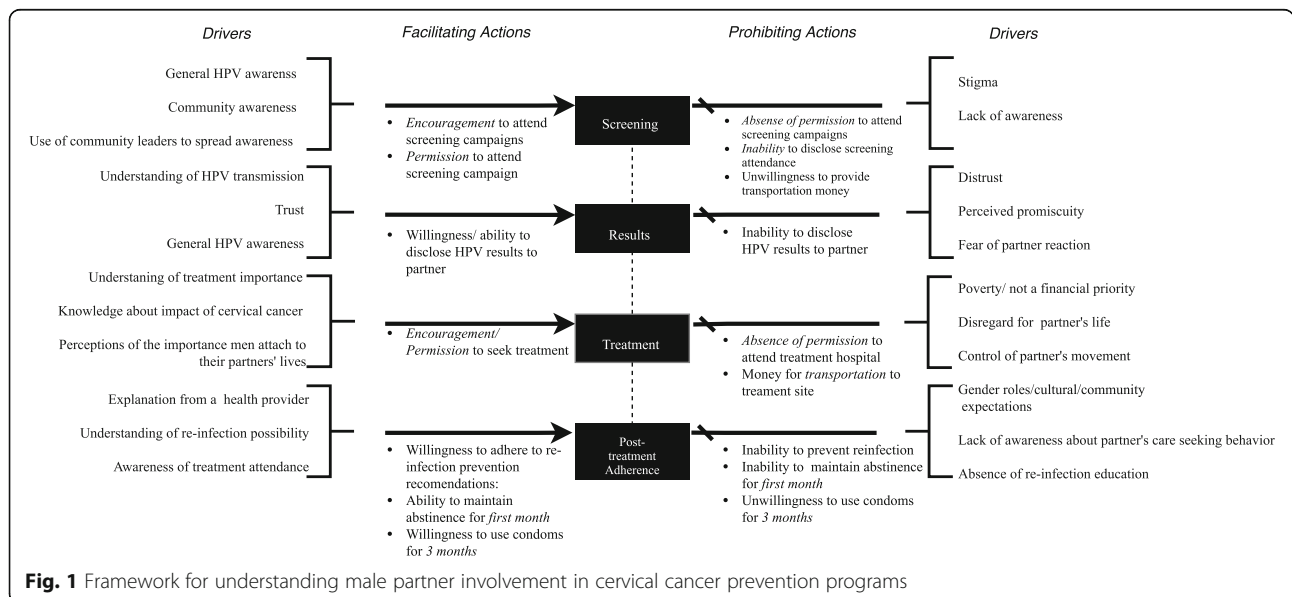 Drivers
Facilitating Actions
Prohibiting Actions
Drivers
General HPV awarenss
Community awareness
Use of community leaders to spread awareness
• Encouragement to attend
screening campaigns
• Permission to attend
screening campaign
Screening
• Absense of permission to attend
screening campaigns
• Inability to disclose screening
attendance
• Unwillingness to provide
transportation money
Stigma
Lack of awareness
Understanding of HPV transmission
Trust
General HPV awareness
• Willingness/ ability to
disclose HPV results to
partner
Results
• Inability to disclose
HPV results to partner
Distrust
Perceived promiscuity
Fear of partner reaction
Understaning of treatment importance
Knowledge about impact of cervical cancer
Perceptions of the importance men attach to
their partners' lives
• Encouragement/
Permission to seek treatment
Treatment
• Absence of permission to
attend treatment hospital
• Money for transportation to
treament site
Poverty/ not a financial priority
Disregard for partner's life
Control of partner's movement
Explanation from a health provider
Understanding of re-infection possibility
Awareness of treatment attendance
• Willingness to adhere to re-
infection prevention
recomendations:
• Ability to maintain
abstinence for first month
• Willingness to use condoms
for 3 months
Post-
treatment
Adherence
• Inability to prevent reinfection
• Inability to maintain abstinence
for first month
• Unwillingness to use condoms
for 3 months
Gender roles/cultural/community
expectations
Lack of awareness about partner's care seeking behavior
Absence of re-infection education
Fig. 1 Framework for understanding male partner involvement in cervical cancer prevention programs